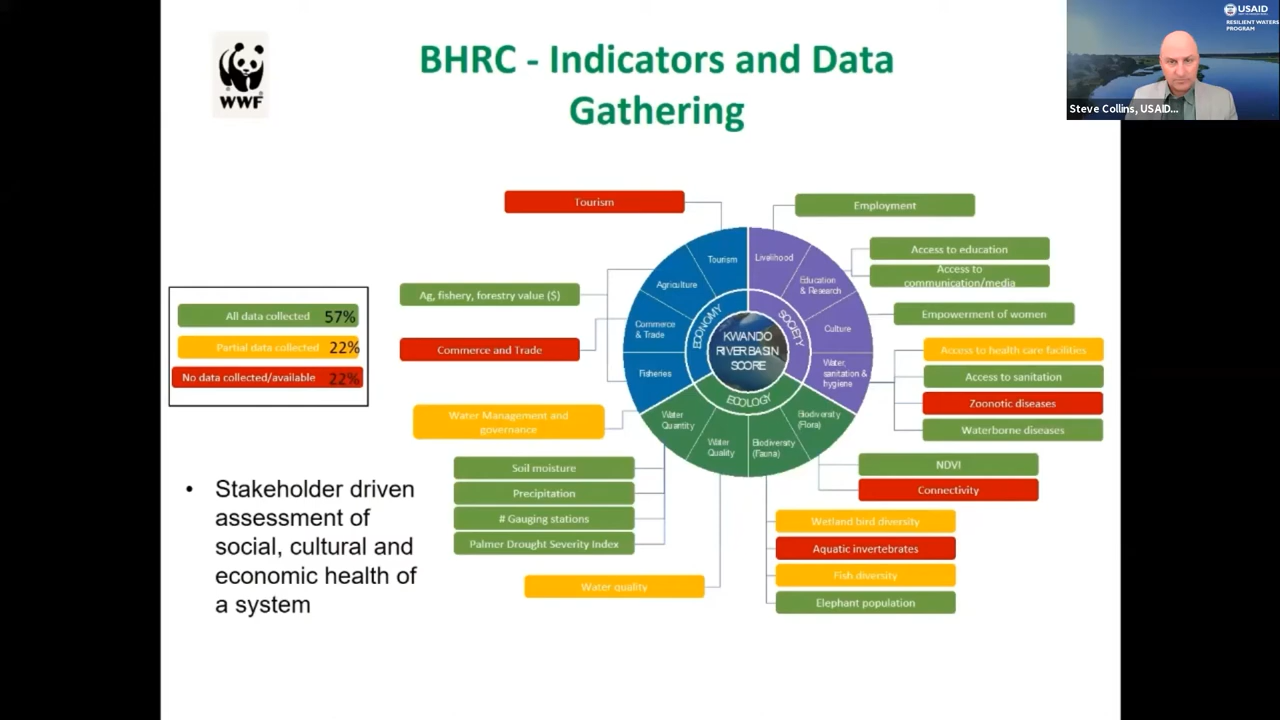 BHRC - Indicators and Data
Gathering
WWF
USAID
RESILIENT WATERS
PROGRAM
Steve Collins, USAID...
Tourism
Employment
Access to education
Access to
communication/media
Ag, fishery, forestry value ($)
Empowerment of women
Commerce and Trade
Access to health care facilities
Access to sanitation
Zoonotic diseases
Waterborne diseases
Water Management and
governance
Tourism
Agriculture
Commerce
& Trade
Fisheries
ECONOMY
Livelihood
Education
& Research
Culture
Water,
sanitation &
hygiene
SOCIETY
KWANDO
RIVER BASIN
SCORE
ECOLOGY
Water
Quantity
Water
Quality
Biodiversity
(Fauna)
Biodiversity
(Flora)
All data collected 57%
Partial data collected 22%
No data collected/available 22%
Soil moisture
Precipitation
# Gauging stations
Palmer Drought Severity Index
Water quality
NDVI
Connectivity
Wetland bird diversity
Aquatic invertebrates
Fish diversity
Elephant population
• Stakeholder driven
assessment of
social, cultural and
economic health of
a system